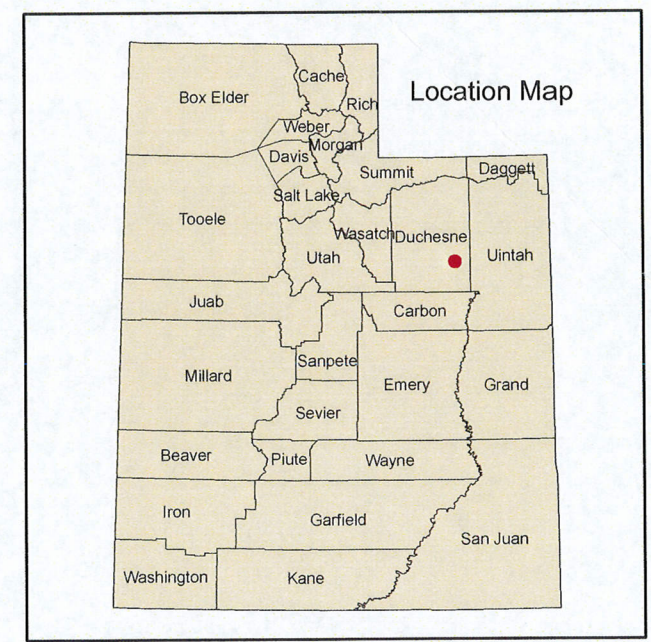 Location Map
Cache
Box Elder
Rich
Weber
Morgan
Davis
Summit
Daggett
Salt Lake
Tooele
Wasatch
Duchesne
Uintah
Utah
Juab
Carbon
Sanpete
Millard
Emery
Grand
Sevier
Beaver
Piute
Wayne
Iron
Garfield
San Juan
Washington
Kane